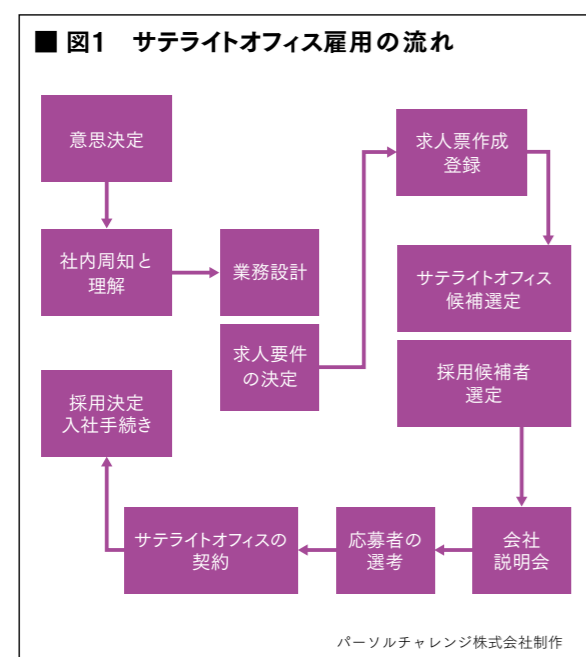 ■ 図1　サテライトオフィス雇用の流れ
意思決定
社内周知と
理解
業務設計
求人要件
の決定
求人票作成
登録
サテライトオフィス
候補選定
採用候補者
選定
会社
説明会
応募者の
選考
サテライトオフィスの
契約
採用決定
入社手続き
パーソルチャレンジ株式会社制作